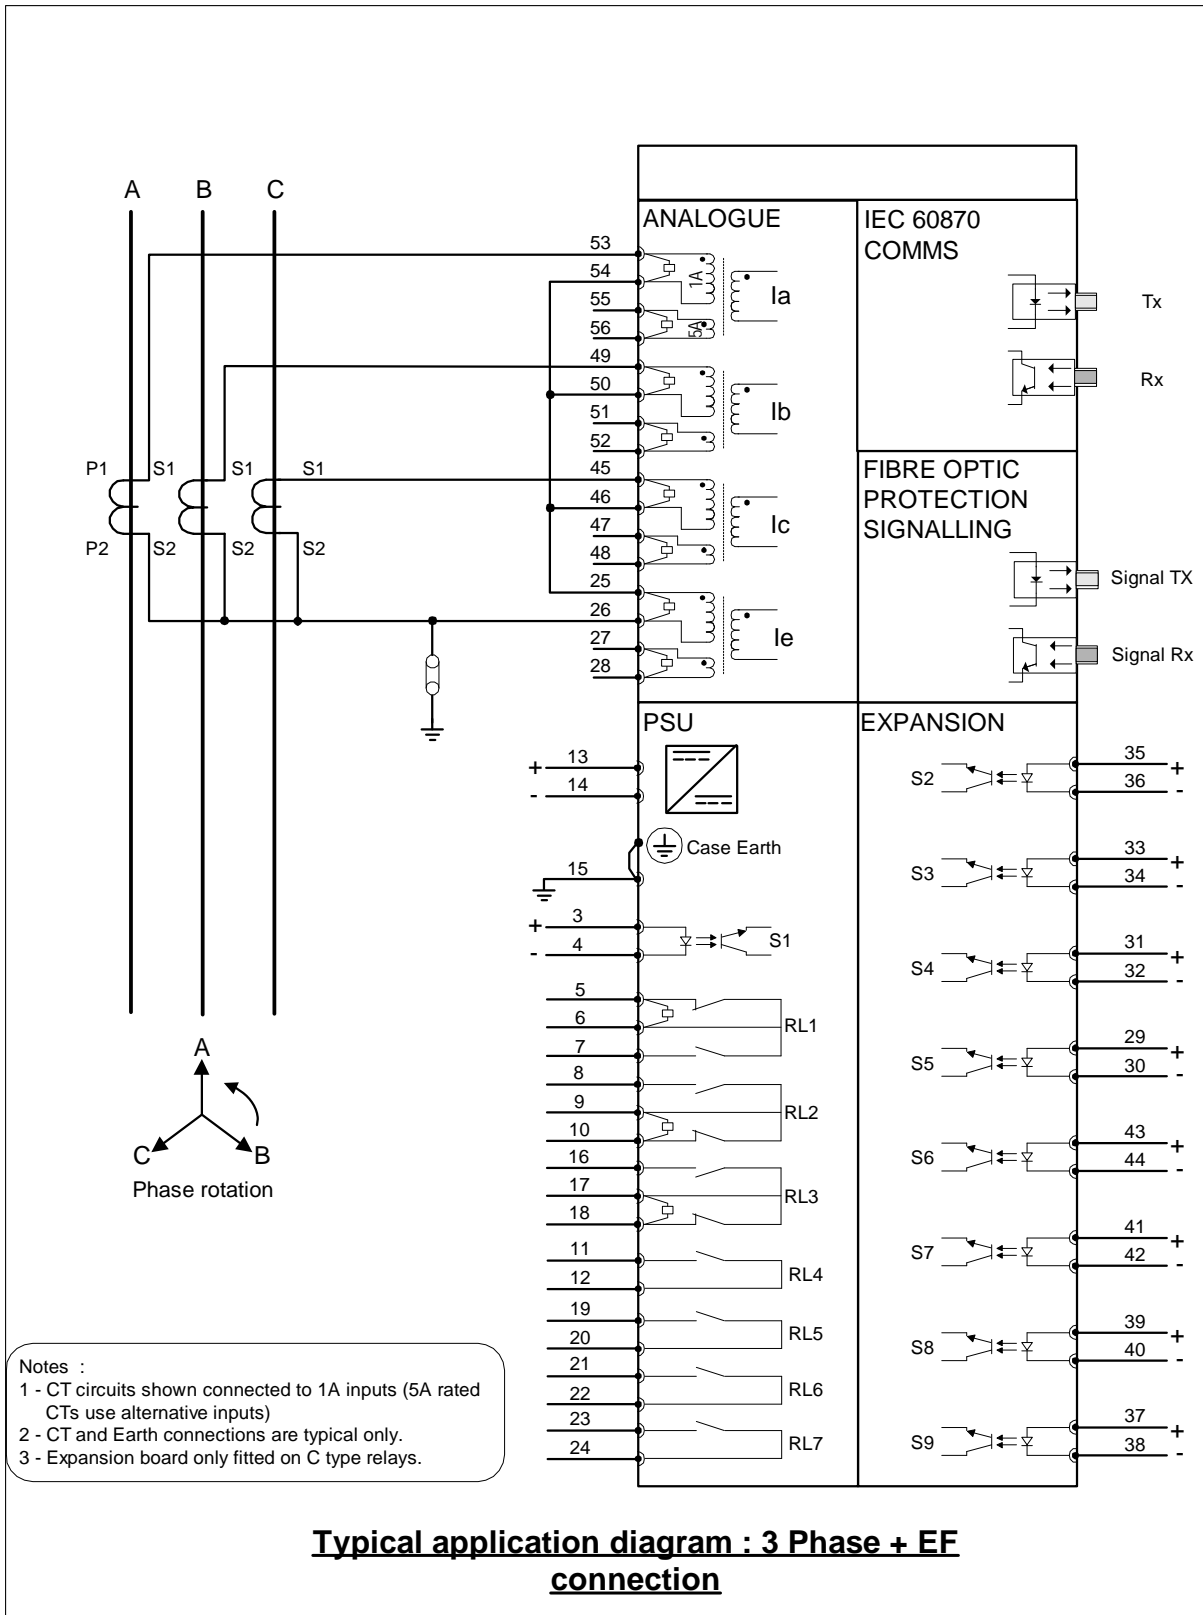 A B C
ANALOGUE
IEC 60870
COMMS
53
54
55
56
1A
5A
Ia
Tx
Rx
49
50
51
52
Ib
P1 S1 S1 S1
P2 S2 S2 S2
45
46
47
48
Ic
FIBRE OPTIC
PROTECTION
SIGNALLING
Signal TX
Signal Rx
25
26
27
28
Ie
PSU
+ 13
- 14
Case Earth
15
+ 3
- 4
S1
5
6
7
RL1
8
9
10
RL2
16
17
18
RL3
11
12
RL4
19
20
RL5
21
22
RL6
23
24
RL7
EXPANSION
S2 35 +
36 -
S3 33 +
34 -
S4 31 +
32 -
S5 29 +
30 -
S6 43 +
44 -
S7 41 +
42 -
S8 39 +
40 -
S9 37 +
38 -
A
C B
Phase rotation
Notes :
1 - CT circuits shown connected to 1A inputs (5A rated
CTs use alternative inputs)
2 - CT and Earth connections are typical only.
3 - Expansion board only fitted on C type relays.
Typical application diagram : 3 Phase + EF
connection